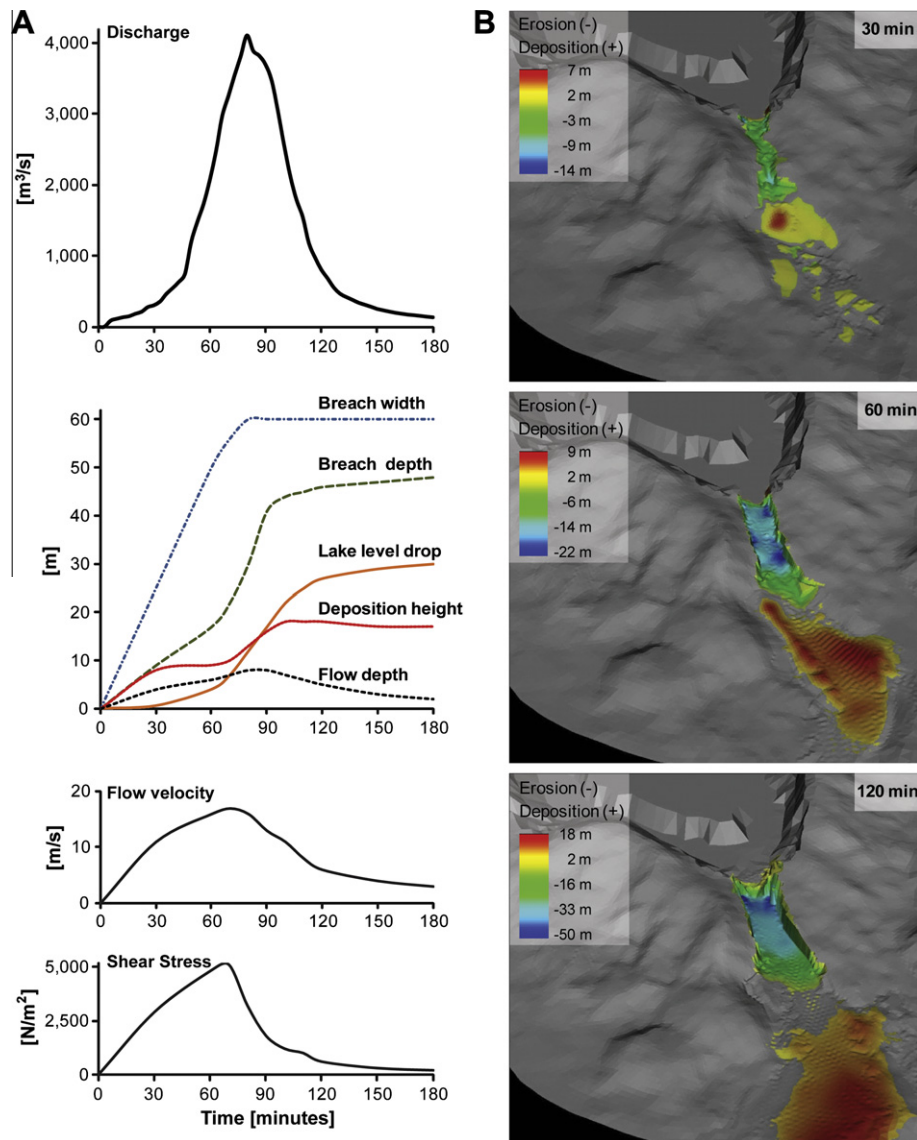 A
Discharge
4,000
3,000
2,000
1,000
0
[m³/s]
0 30 60 90 120 150 180
Breach width
Breach depth
Lake level drop
Deposition height
Flow depth
60
50
40
30
20
10
0
[m]
0 30 60 90 120 150 180
Flow velocity
20
10
0
[m/s]
0 30 60 90 120 150 180
Shear Stress
5,000
2,500
0
[N/m²]
0 30 60 90 120 150 180
Time [minutes]
B
30 min
Erosion (-)
Deposition (+)
7 m
2 m
-3 m
-9 m
-14 m
60 min
Erosion (-)
Deposition (+)
9 m
2 m
-6 m
-14 m
-22 m
120 min
Erosion (-)
Deposition (+)
18 m
2 m
-16 m
-33 m
-50 m